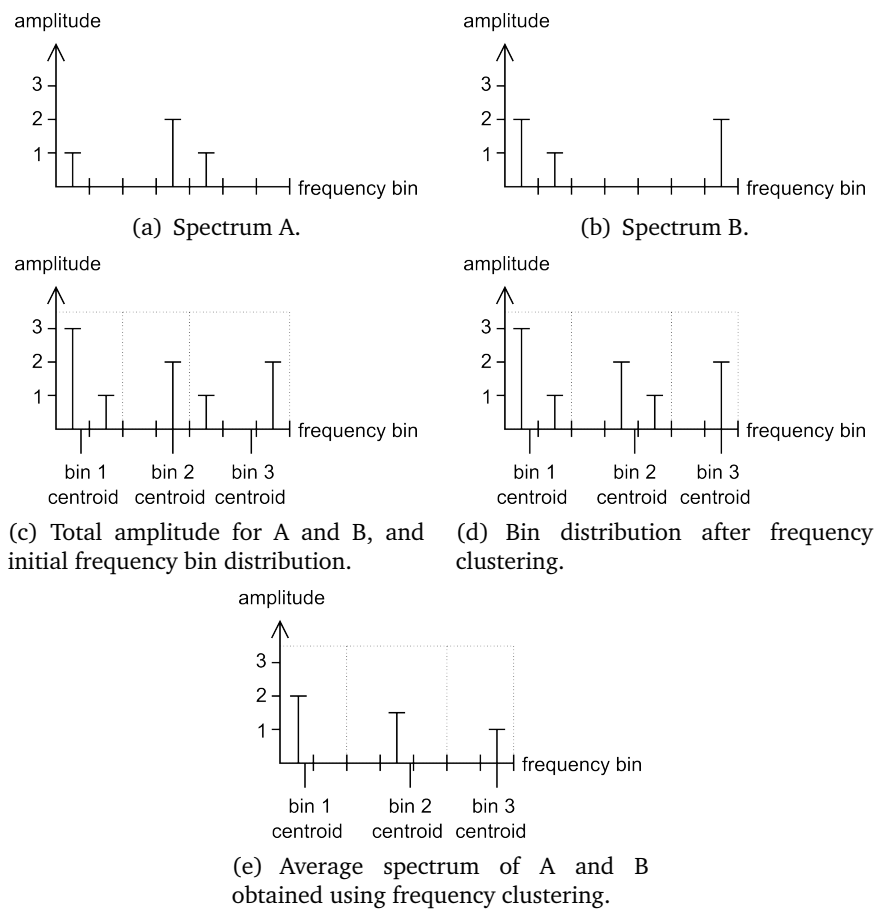 amplitude
3
2
1
frequency bin
(a) Spectrum A.
amplitude
3
2
1
frequency bin
(b) Spectrum B.
amplitude
3
2
1
frequency bin
bin 1 bin 2 bin 3
centroid centroid centroid
(c) Total amplitude for A and B, and
initial frequency bin distribution.
amplitude
3
2
1
frequency bin
bin 1 bin 2 bin 3
centroid centroid centroid
(d) Bin distribution after frequency
clustering.
amplitude
3
2
1
frequency bin
bin 1 bin 2 bin 3
centroid centroid centroid
(e) Average spectrum of A and B
obtained using frequency clustering.